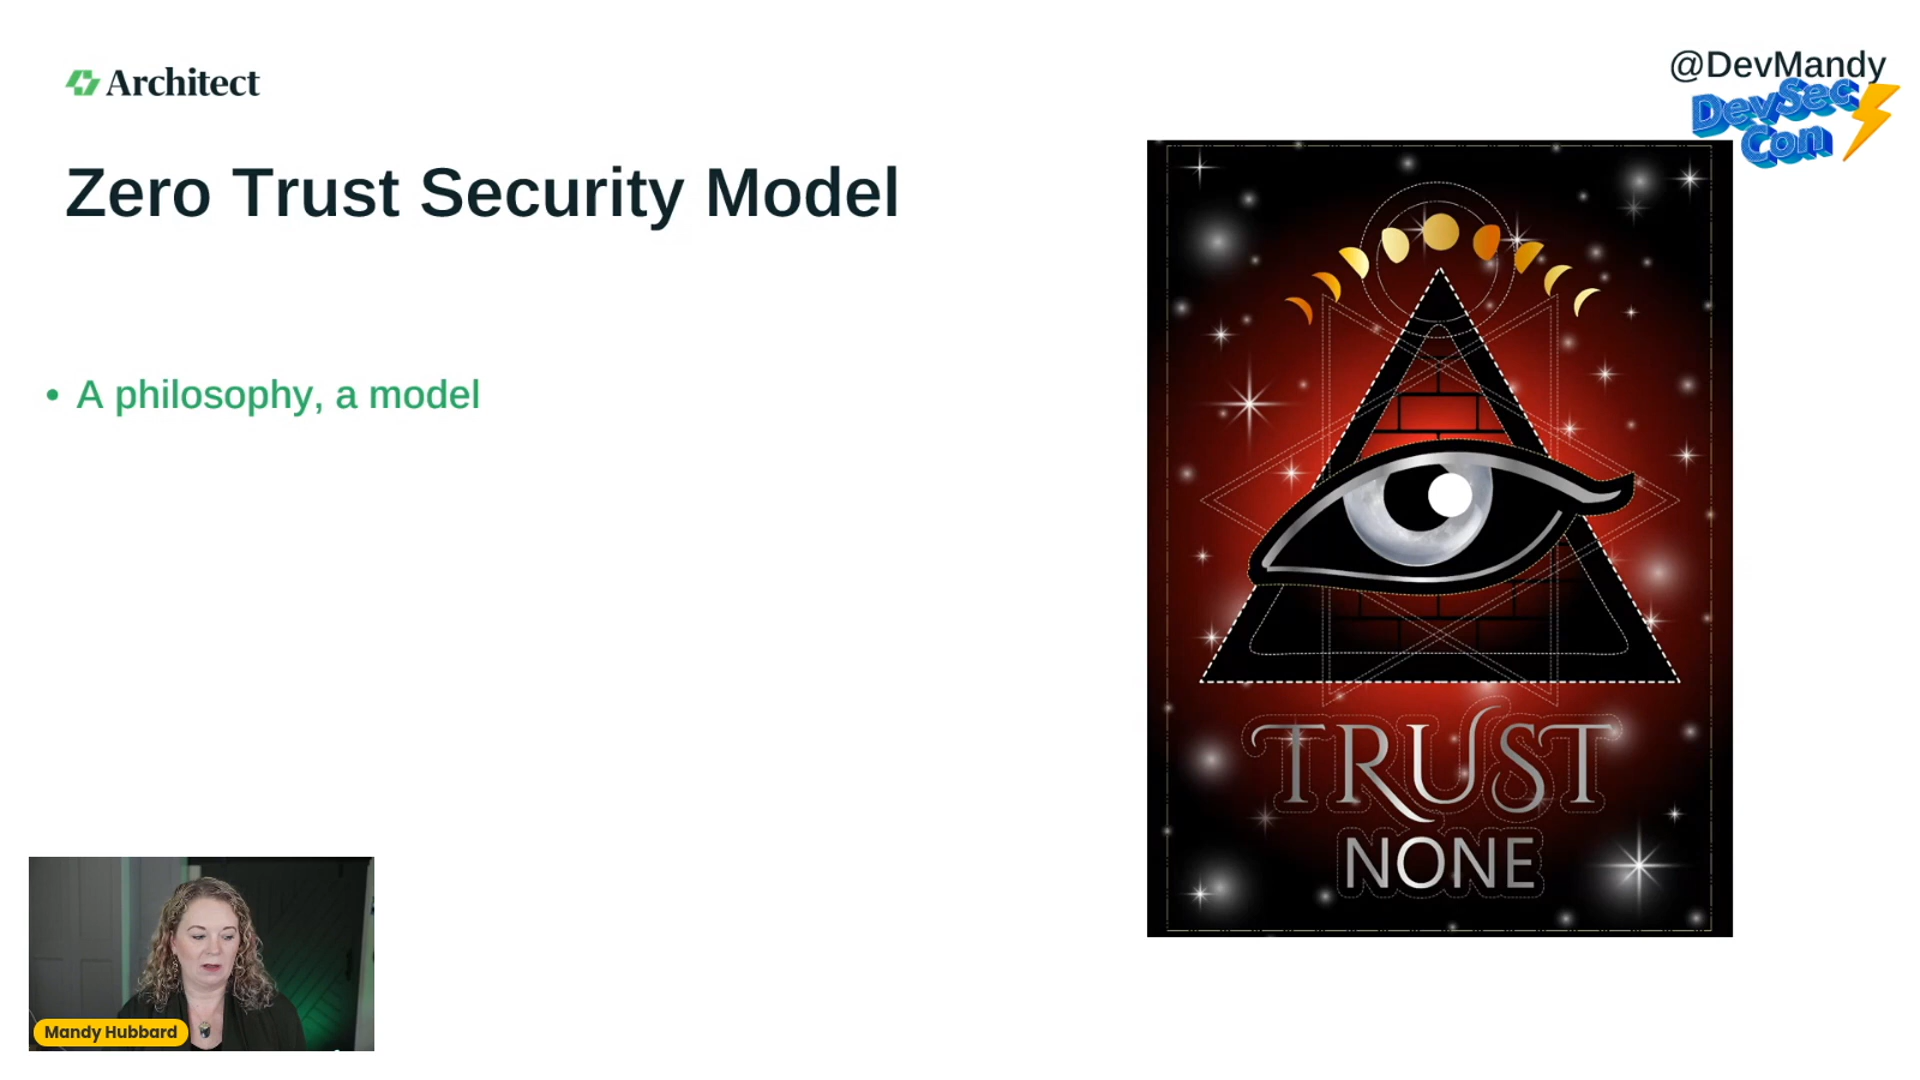 Architect
@DevMandy
DevSec
Con
Zero Trust Security Model
• A philosophy, a model
TRUST
NONE
Mandy Hubbard